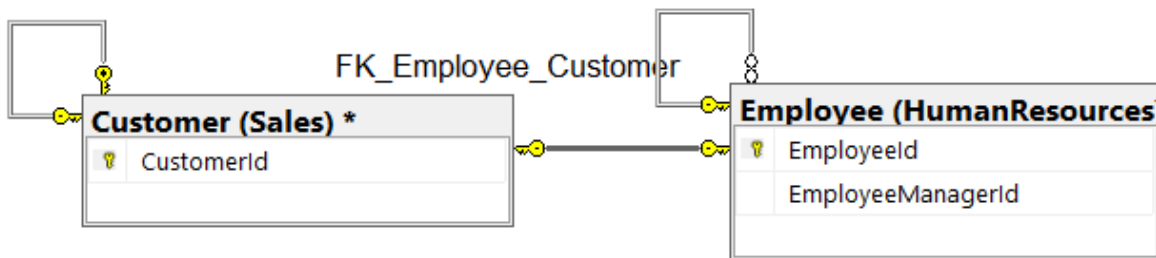 FK_Employee_Customer
Customer (Sales) *
CustomerId
Employee (HumanResources)
EmployeeId
EmployeeManagerId